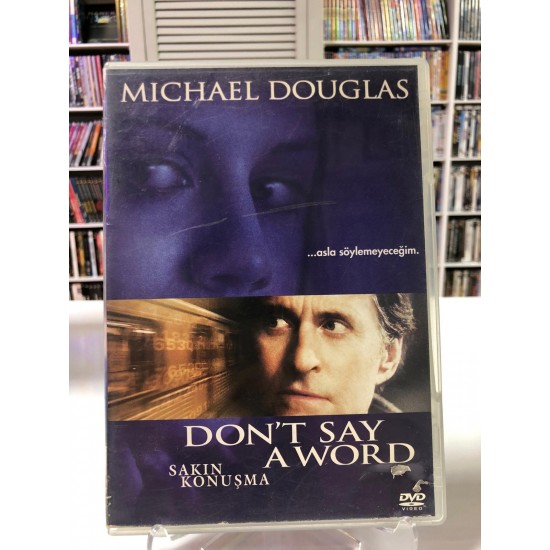 MICHAEL DOUGLAS
...asla söylemeyeceğim.
DON'T SAY
A WORD
SAKIN
KONUŞMA
DVD
VIDEO